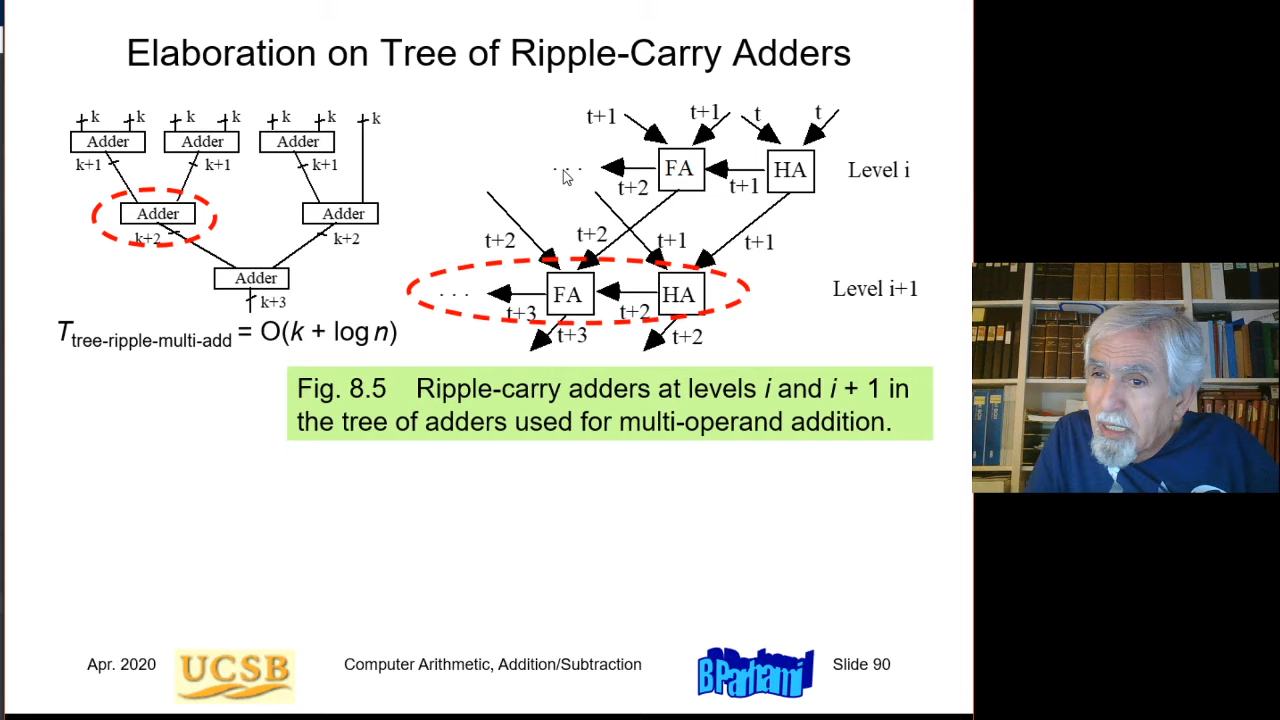 Elaboration on Tree of Ripple-Carry Adders
k k k k k k k
Adder Adder Adder
k+1 k+1 k+1
Adder Adder
k+2 k+2
Adder
k+3
T tree-ripple-multi-add = O(k + log n)
t+1 t+1 t t
. . . FA HA Level i
t+2 t+1
t+2 t+2 t+1 t+1
. . . FA HA Level i+1
t+3 t+2
t+3 t+2
Fig. 8.5 Ripple-carry adders at levels i and i + 1 in
the tree of adders used for multi-operand addition.
Apr. 2020 UCSB Computer Arithmetic, Addition/Subtraction B Parhami Slide 90